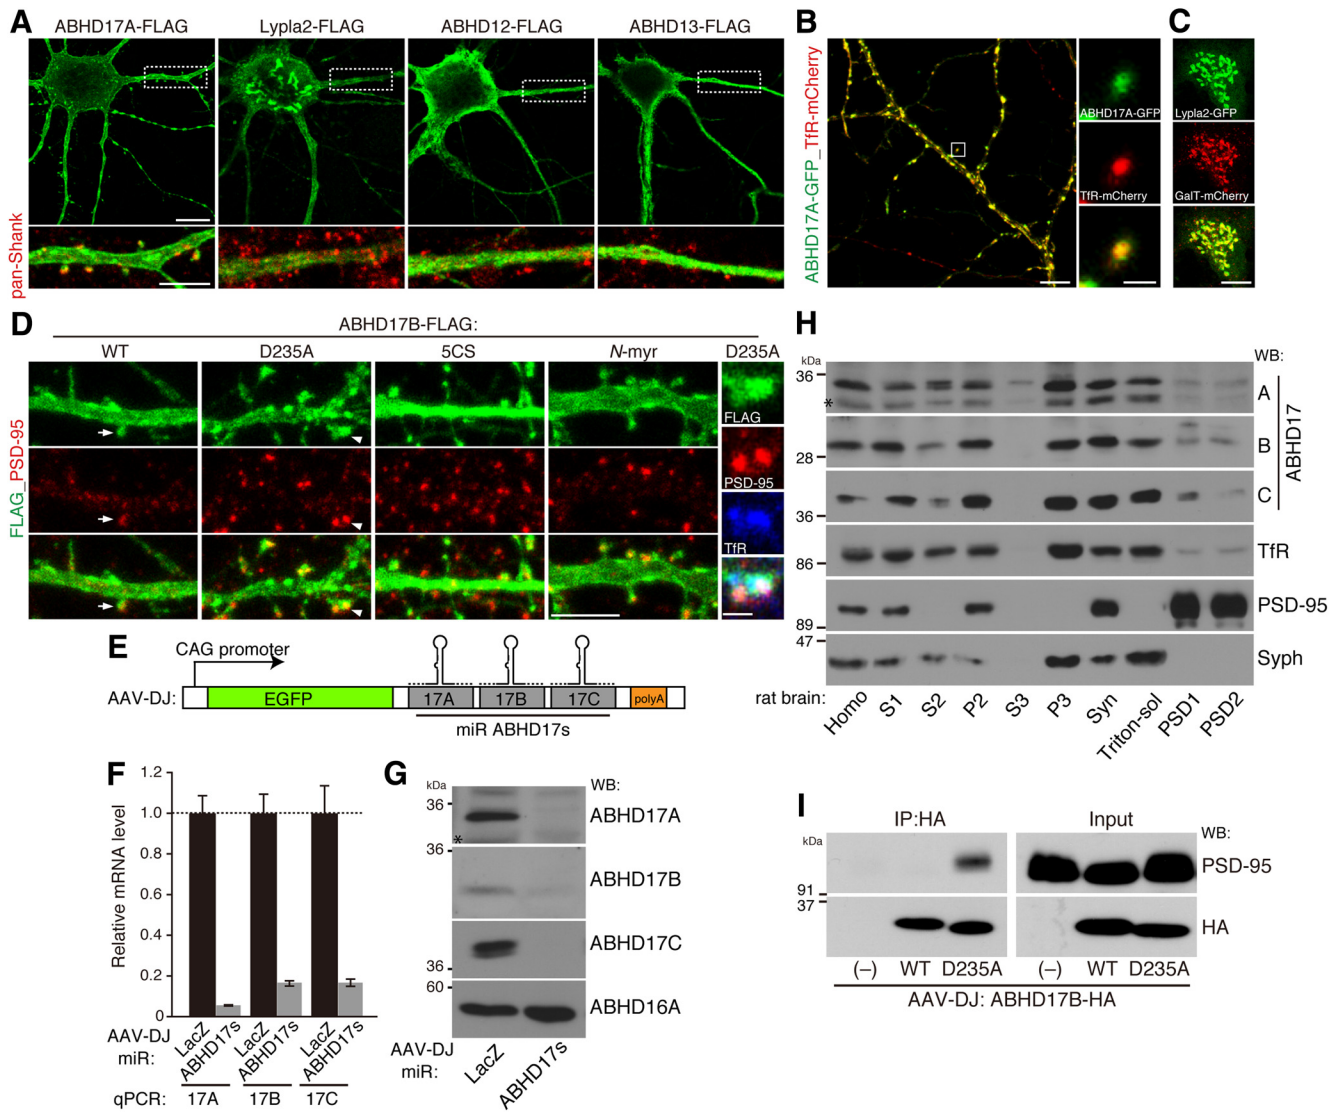 A
ABHD17A-FLAG
Lypla2-FLAG
ABHD12-FLAG
ABHD13-FLAG
pan-Shank
B
ABHD17A-GFP_TfR-mCherry
ABHD17A-GFP
TfR-mCherry
C
Lypla2-GFP
GalT-mCherry
D
ABHD17B-FLAG:
WT
D235A
5CS
N-myr
D235A
FLAG_PSD-95
FLAG
PSD-95
TfR
E
CAG promoter
AAV-DJ:
EGFP
17A
17B
17C
polyA
miR ABHD17s
F
Relative mRNA level
1.2
1.0
0.8
0.6
0.4
0.2
0
AAV-DJ
miR:
LacZ
ABHD17s
LacZ
ABHD17s
LacZ
ABHD17s
qPCR:
17A
17B
17C
G
kDa
WB:
36
ABHD17A
*
36
ABHD17B
ABHD17C
36
60
ABHD16A
AAV-DJ
miR:
LacZ
ABHD17s
H
kDa
WB:
36
A
*
B
28
C
36
ABHD17
TfR
86
PSD-95
89
47
Syph
rat brain:
Homo
S1
S2
P2
S3
P3
Syn
Triton-sol
PSD1
PSD2
I
IP:HA
Input
kDa
WB:
PSD-95
91
37
HA
(–)
WT
D235A
(–)
WT
D235A
AAV-DJ: ABHD17B-HA